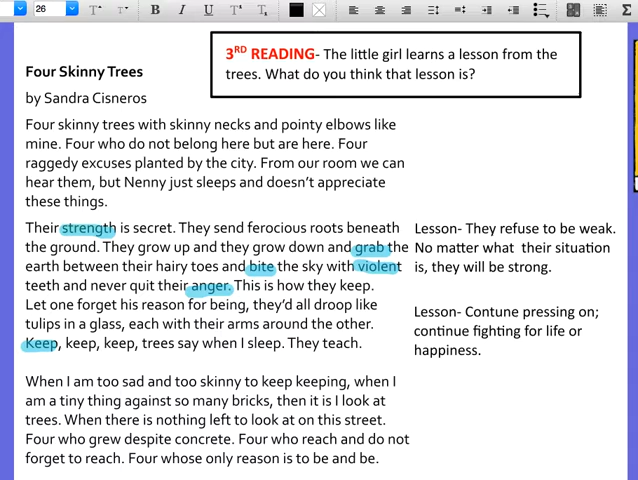 26
B I U T T
3RD READING- The little girl learns a lesson from the
trees. What do you think that lesson is?
Four Skinny Trees
by Sandra Cisneros
Four skinny trees with skinny necks and pointy elbows like
mine. Four who do not belong here but are here. Four
raggedy excuses planted by the city. From our room we can
hear them, but Nenny just sleeps and doesn't appreciate
these things.
Their strength is secret. They send ferocious roots beneath
the ground. They grow up and they grow down and grab the
earth between their hairy toes and bite the sky with violent
teeth and never quit their anger. This is how they keep.
Let one forget his reason for being, they'd all droop like
tulips in a glass, each with their arms around the other.
Keep, keep, keep, trees say when I sleep. They teach.
Lesson- They refuse to be weak.
No matter what their situation
is, they will be strong.
Lesson- Contune pressing on;
continue fighting for life or
happiness.
When I am too sad and too skinny to keep keeping, when I
am a tiny thing against so many bricks, then it is I look at
trees. When there is nothing left to look at on this street.
Four who grew despite concrete. Four who reach and do not
forget to reach. Four whose only reason is to be and be.